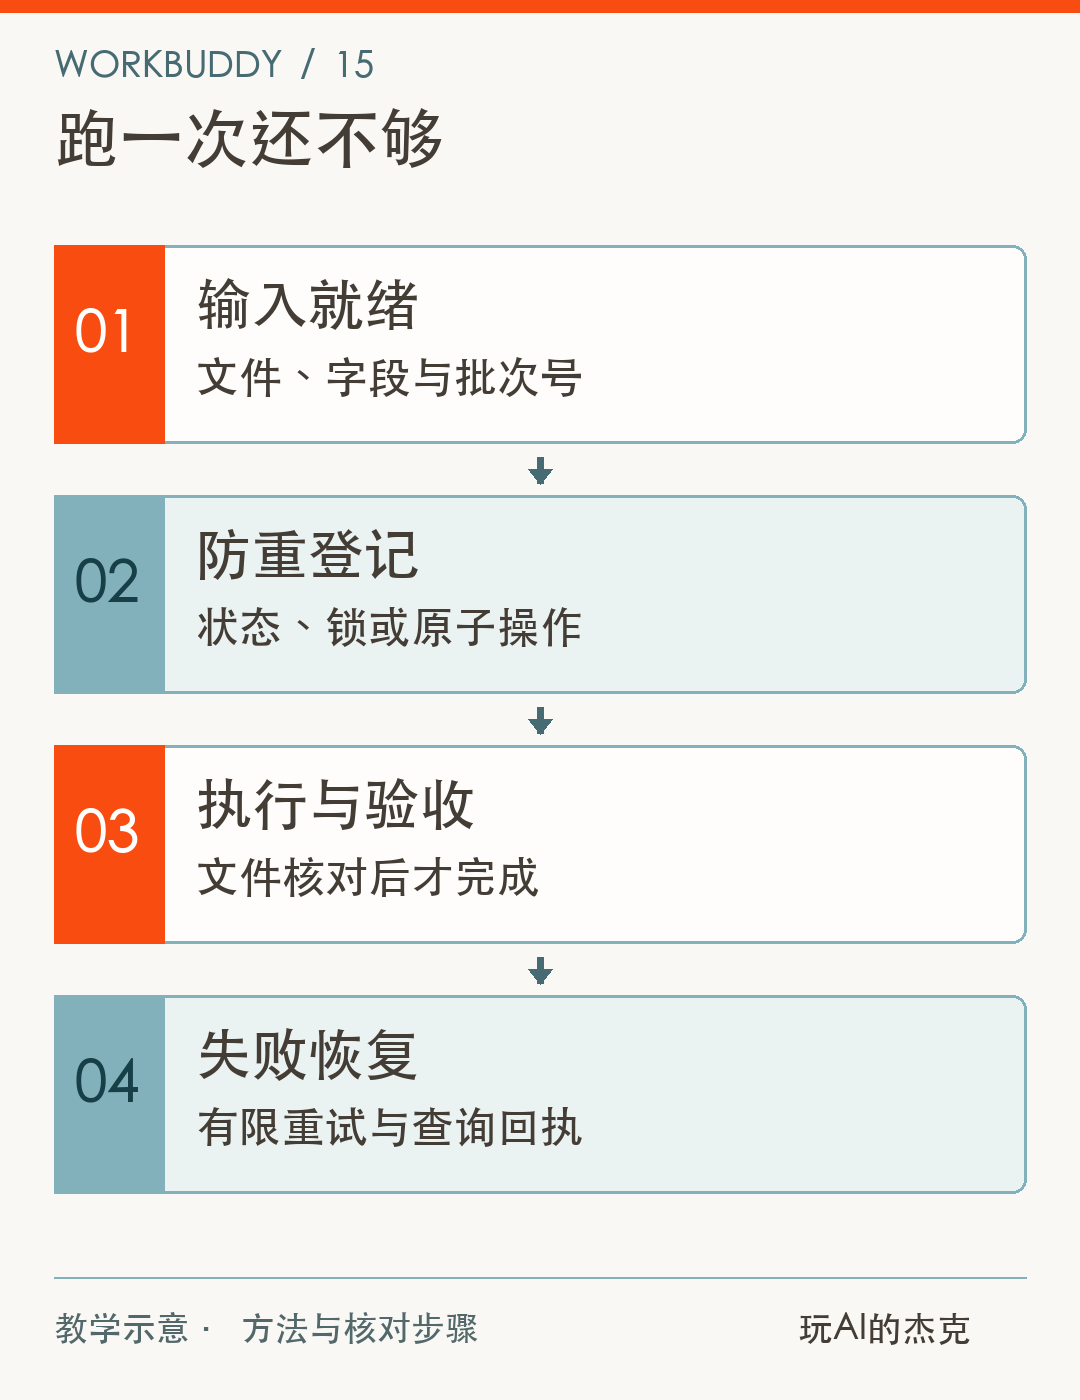 WORKBUDDY / 15
跑一次还不够
01
输入就绪
文件、字段与批次号
02
防重登记
状态、锁或原子操作
03
执行与验收
文件核对后才完成
04
失败恢复
有限重试与查询回执
教学示意 · 方法与核对步骤
玩AI的杰克